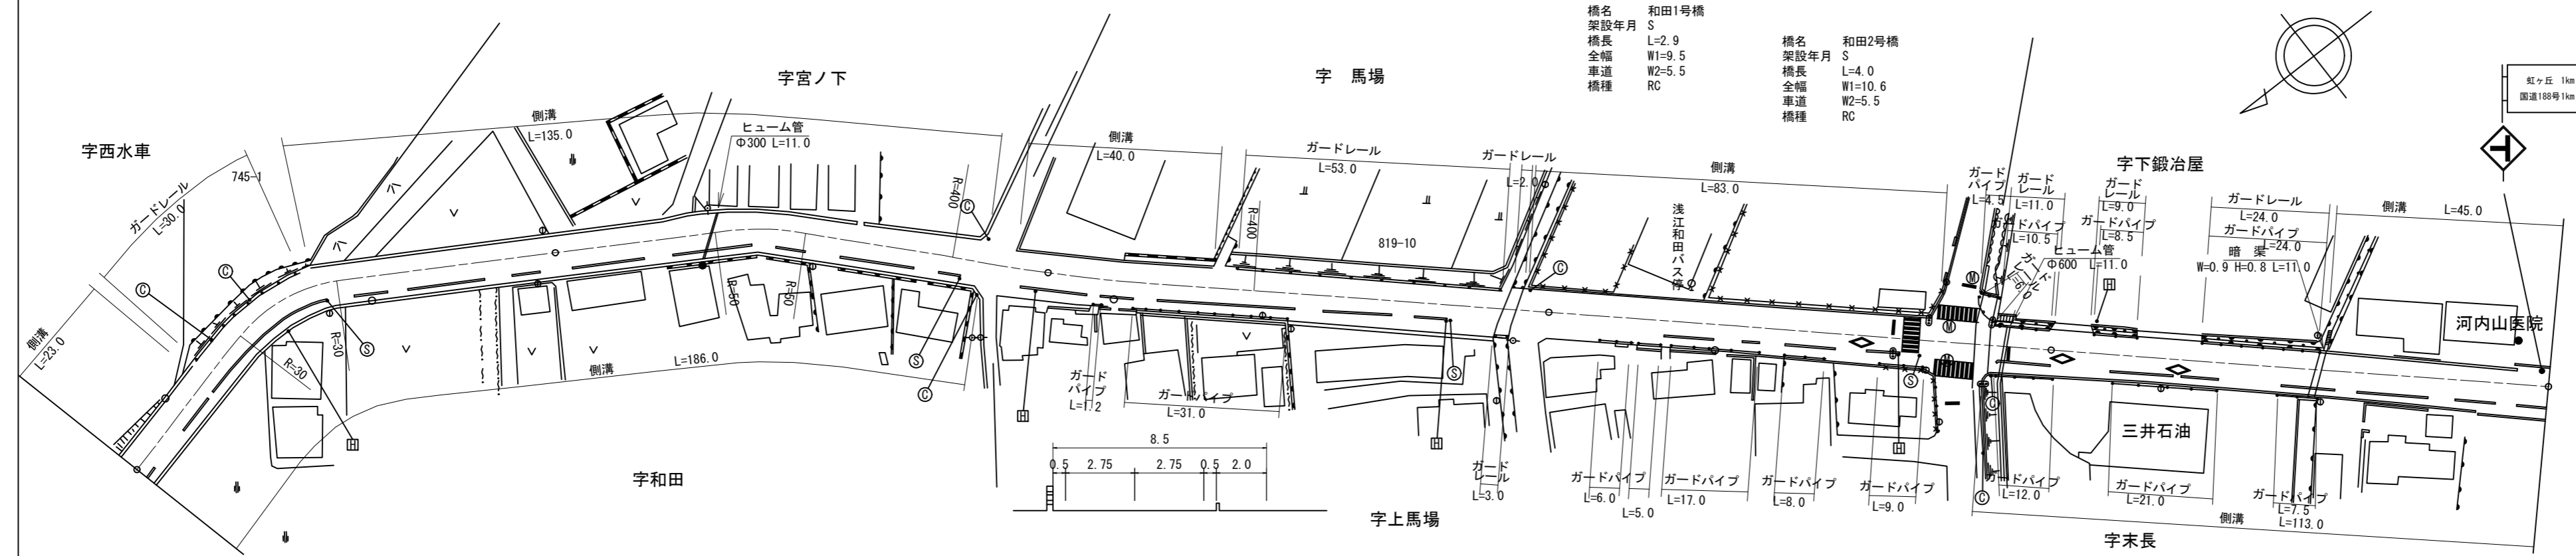 橋名 和田1号橋
架設年月 S
橋長 L=2.9
全幅 W1=9.5
車道 W2=5.5
橋種 RC
橋名 和田2号橋
架設年月 S
橋長 L=4.0
全幅 W1=10.6
車道 W2=5.5
橋種 RC
虹ヶ丘 1km
国道188号1km
字西水車
字宮ノ下
字 馬場
字下鍛冶屋
745-1
ガードレール
L=30.0
側溝
L=23.0
側溝
L=135.0
ヒューム管
Φ300 L=11.0
R=400
側溝
L=40.0
ガードレール
L=53.0
R=400
819-10
ガードレール
L=2.0
側溝
L=83.0
浅江和田バス停
ガード
パイプ
L=4.5
ガード
レール
L=11.0
ガードパイプ
L=10.5
ガード
レール
L=9.0
ガードパイプ
L=8.5
ヒューム管
Φ600 L=11.0
ガード
レール
L=6.0
ガードレール
L=24.0
ガードパイプ
L=24.0
暗 渠
W=0.9 H=0.8 L=11.0
側溝 L=45.0
河内山医院
三井石油
C
C
C
C
C
C
C
S
S
S
S
M
M
M
H
H
H
H
H
R=30
R=30
R=50
R=50
側溝
L=186.0
ガード
パイプ
L=1.2
ガードパイプ
L=31.0
8.5
0.5 2.75 2.75 0.5 2.0
ガード
レール
L=3.0
ガードパイプ
L=6.0
L=5.0
ガードパイプ
L=17.0
ガードパイプ
L=8.0
ガードパイプ
L=9.0
ガードパイプ
L=12.0
ガードパイプ
L=21.0
ガードパイプ
L=7.5
側溝
L=113.0
字和田
字上馬場
字末長